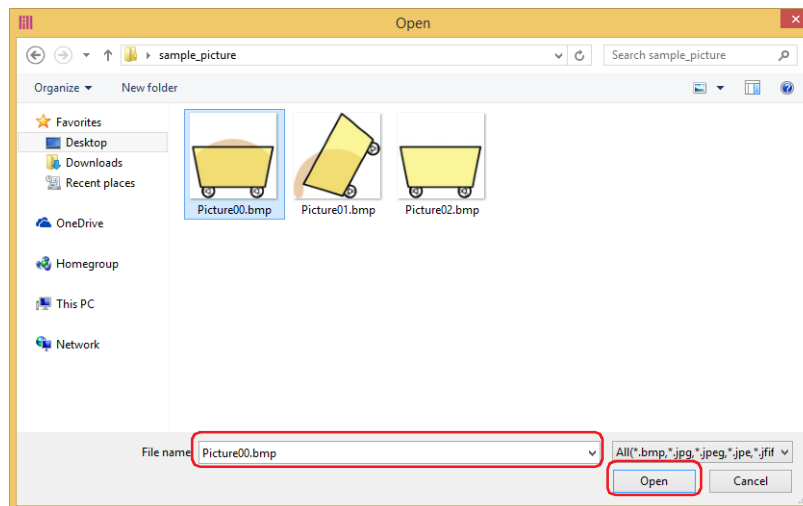 Open
sample_picture
Search sample_picture
Organize
New folder
Favorites
Desktop
Downloads
Recent places
OneDrive
Homegroup
This PC
Network
Picture00.bmp
Picture01.bmp
Picture02.bmp
File name
Picture00.bmp
All(*.bmp,*.jpg,*.jpeg,*.jpe,*.jfif
Open
Cancel